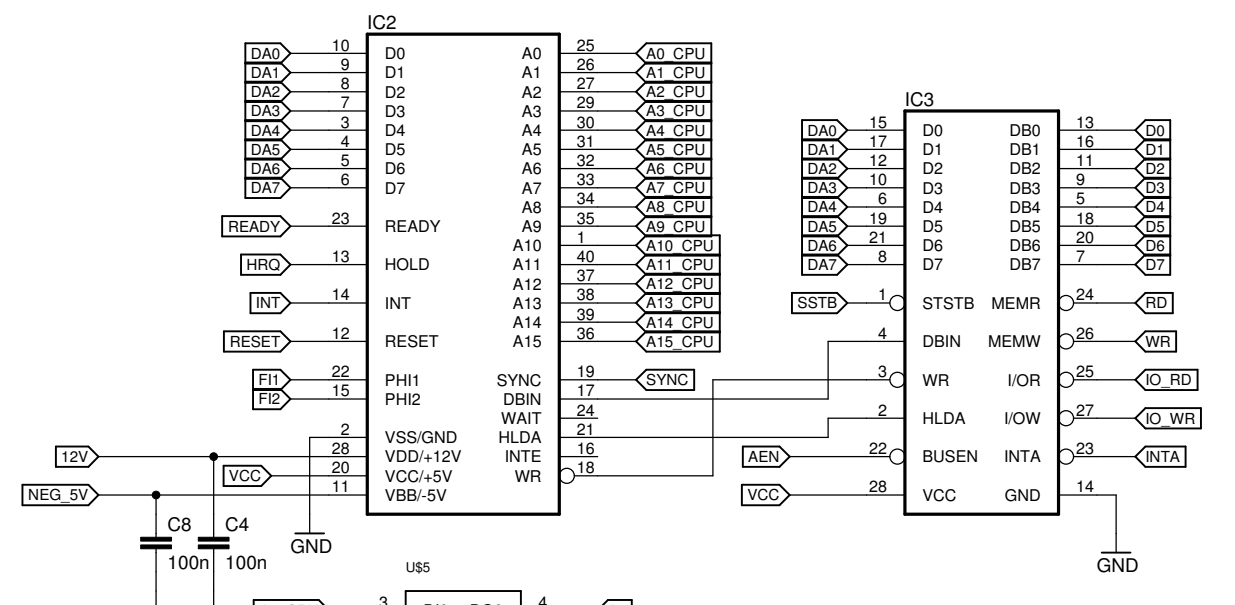 IC2
DA0 10 D0 A0 25 A0_CPU
DA1 9 D1 A1 26 A1_CPU
DA2 8 D2 A2 27 A2_CPU
DA3 7 D3 A3 29 A3_CPU
DA4 3 D4 A4 30 A4_CPU
DA5 4 D5 A5 31 A5_CPU
DA6 5 D6 A6 32 A6_CPU
DA7 6 D7 A7 33 A7_CPU
A8 34 A8_CPU
READY 23 READY A9 35 A9_CPU
A10 1 A10_CPU
HRQ 13 HOLD A11 40 A11_CPU
A12 37 A12_CPU
INT 14 INT A13 38 A13_CPU
A14 39 A14_CPU
RESET 12 RESET A15 36 A15_CPU
FI1 22 PHI1 SYNC 19 SYNC
FI2 15 PHI2 DBIN 17
WAIT 24
2 VSS/GND HLDA 21
12V 28 VDD/+12V INTE 16
VCC 20 VCC/+5V WR 18
NEG_5V 11 VBB/-5V
C8 C4
100n 100n
GND
IC3
DA0 15 D0 DB0 13 D0
DA1 17 D1 DB1 16 D1
DA2 12 D2 DB2 11 D2
DA3 10 D3 DB3 9 D3
DA4 6 D4 DB4 5 D4
DA5 19 D5 DB5 18 D5
DA6 21 D6 DB6 20 D6
DA7 8 D7 DB7 7 D7
SSTB 1 STSTB MEMR 24 RD
4 DBIN MEMW 26 WR
3 WR I/OR 25 IO_RD
2 HLDA I/OW 27 IO_WR
AEN 22 BUSEN INTA 23 INTA
VCC 28 VCC GND 14
GND
U$5
3 4